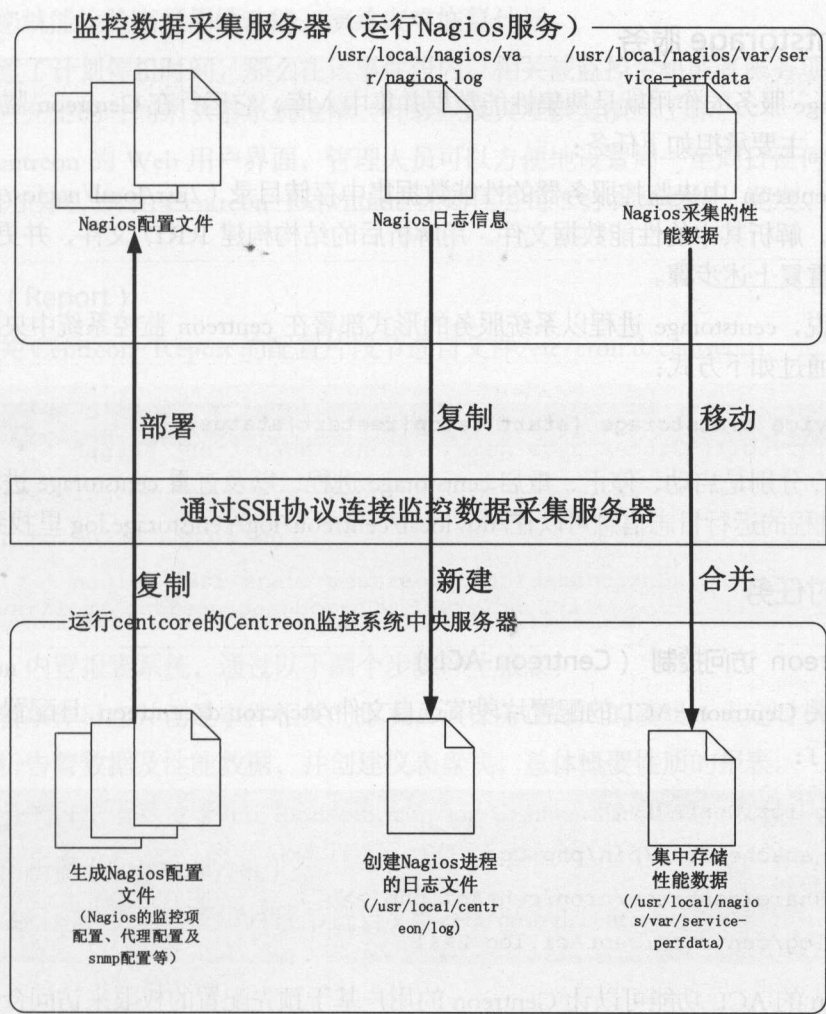 监控数据采集服务器（运行Nagios服务）
/usr/local/nagios/va
r/nagios.log
/usr/local/nagios/var/ser
vice-perfdata
Nagios配置文件
Nagios日志信息
Nagios采集的性
能数据
部署
复制
移动
通过SSH协议连接监控数据采集服务器
复制
新建
合并
运行centcore的Centreon监控系统中央服务器
生成Nagios配置
文件
（Nagios的监控项
配置、代理配置及
snmp配置等）
创建Nagios进程
的日志文件
(/usr/local/centr
eon/log)
集中存储
性能数据
(/usr/local/nagio
s/var/service-
perfdata)